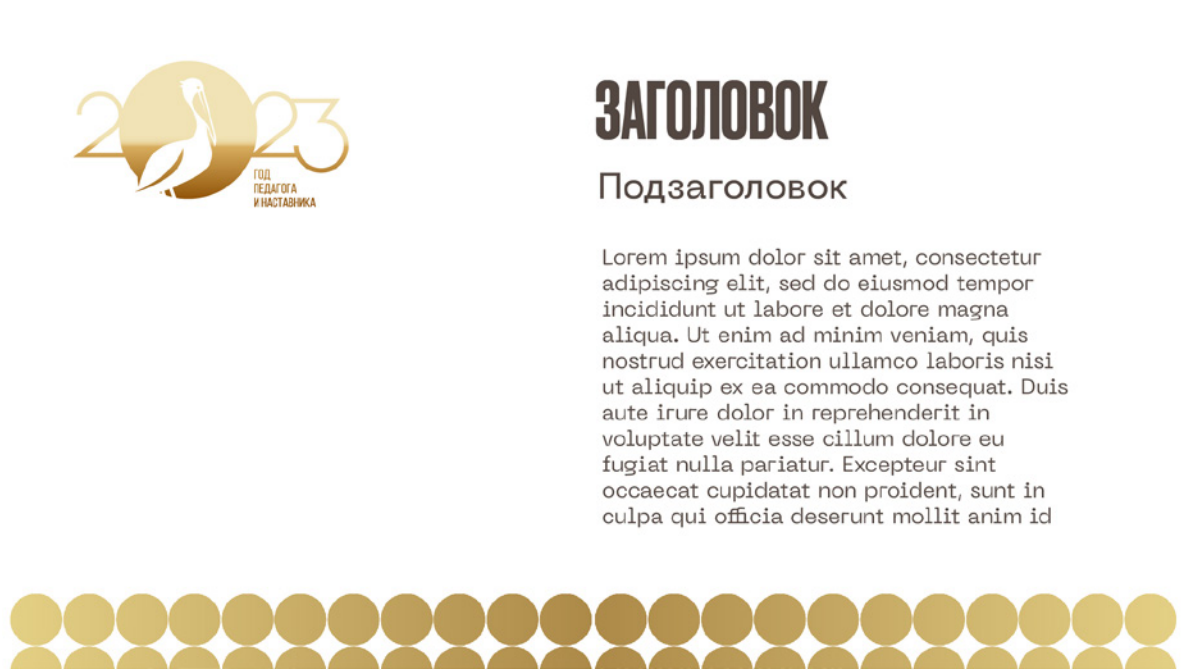 2023
ГОД
ПЕДАГОГА
И НАСТАВНИКА
ЗАГОЛОВОК
Подзаголовок
Lorem ipsum dolor sit amet, consectetur
adipiscing elit, sed do eiusmod tempor
incididunt ut labore et dolore magna
aliqua. Ut enim ad minim veniam, quis
nostrud exercitation ullamco laboris nisi
ut aliquip ex ea commodo consequat. Duis
aute irure dolor in reprehenderit in
voluptate velit esse cillum dolore eu
fugiat nulla pariatur. Excepteur sint
occaecat cupidatat non proident, sunt in
culpa qui officia deserunt mollit anim id